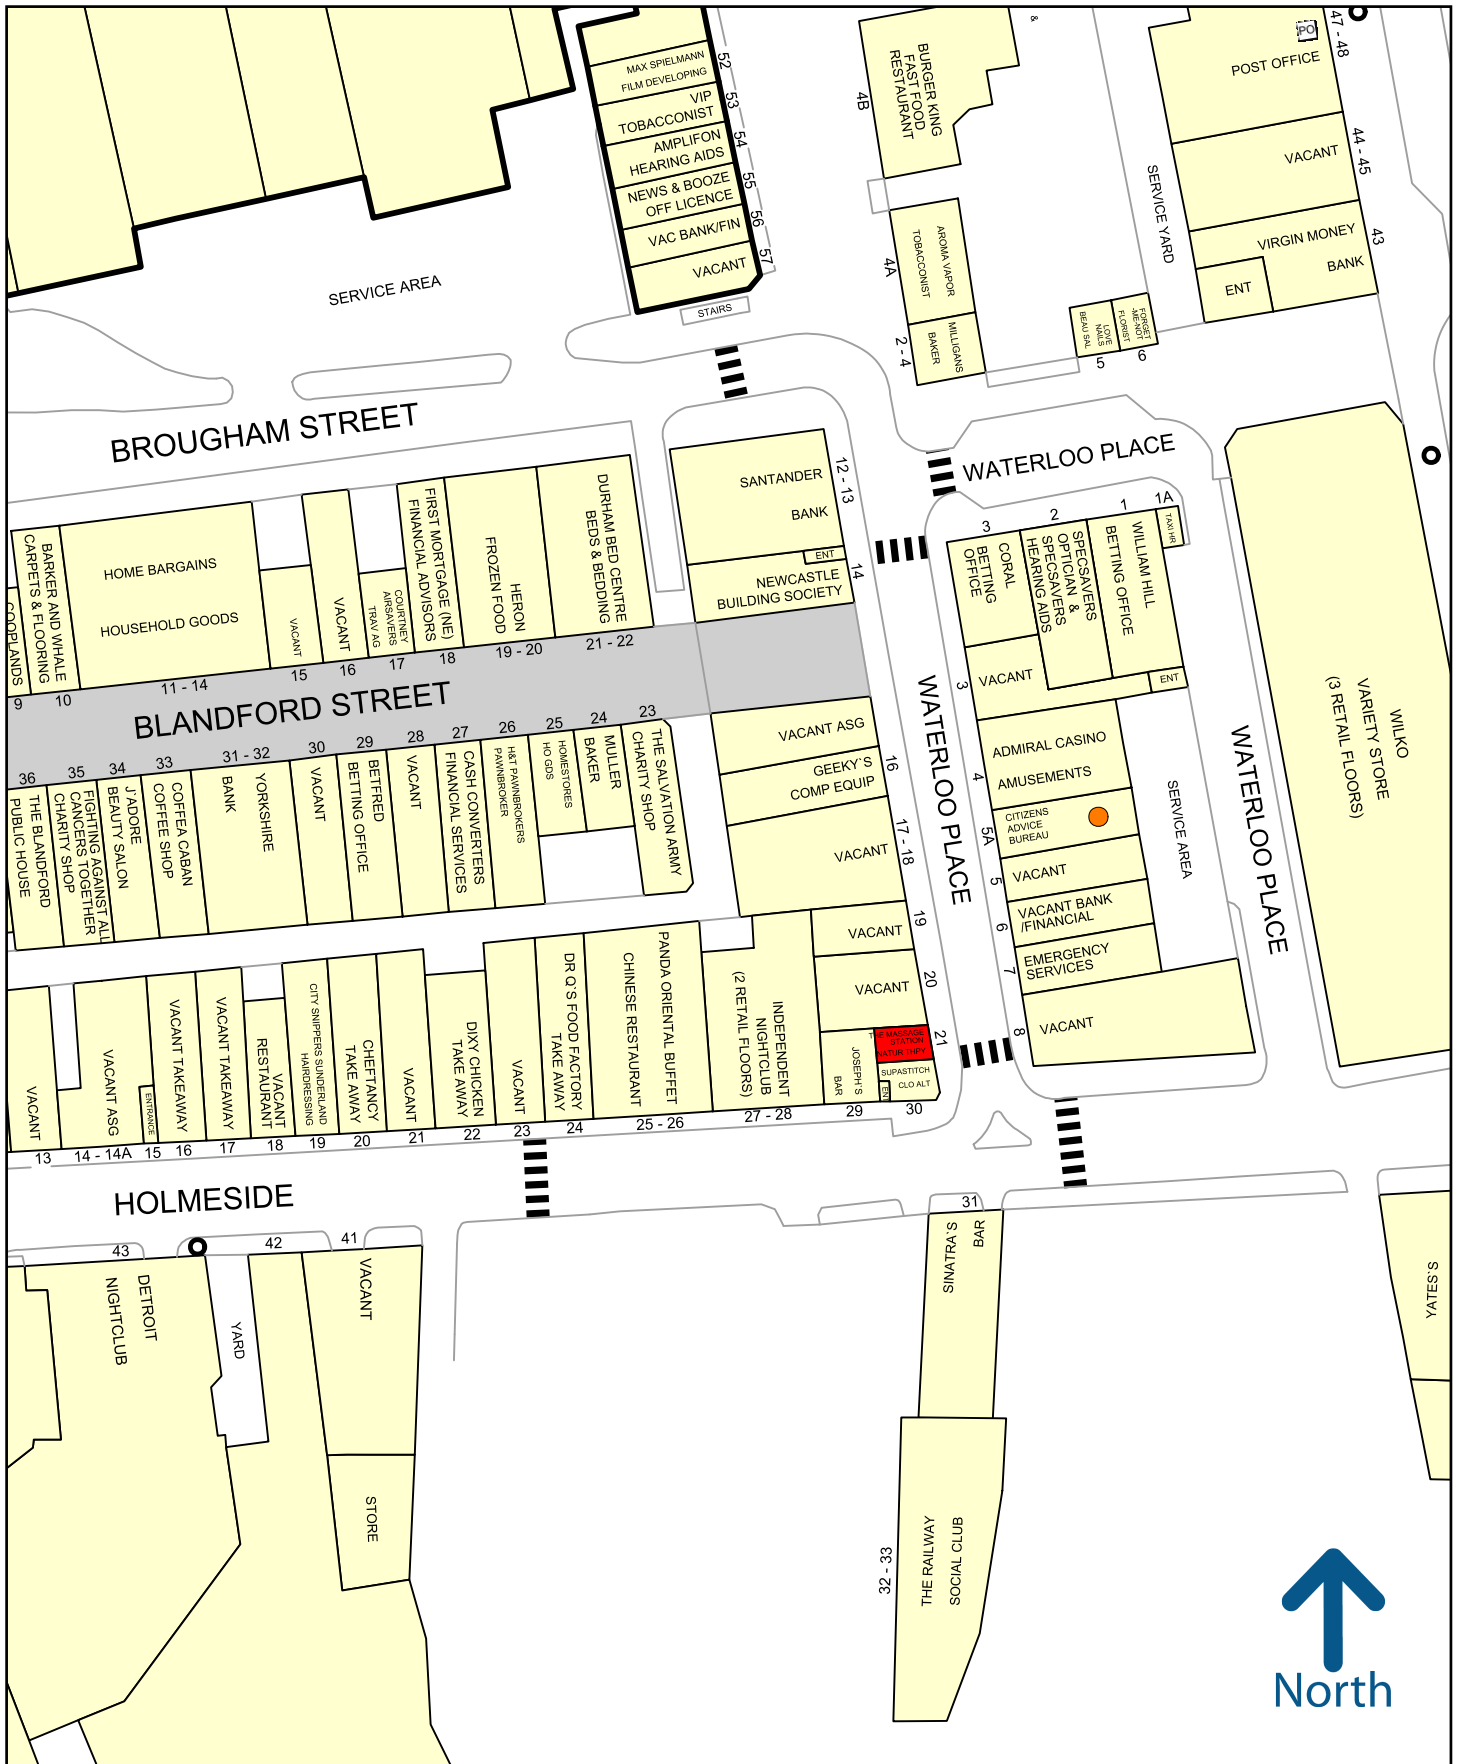 MAX SPIELMANN
FILM DEVELOPING
52
VIP
TOBACCONIST
53
AMPLIFON
HEARING AIDS
54
NEWS & BOOZE
OFF LICENCE
55
VAC BANK/FIN
56
VACANT
57
STAIRS
SERVICE AREA
BURGER KING
FAST FOOD
RESTAURANT
4B
&
AROMA VAPOR
TOBACCONIST
4A
MILLIGANS
BAKER
2 - 4
SERVICE YARD
PO
POST OFFICE
47 - 48
VACANT
44 - 45
VIRGIN MONEY
BANK
43
ENT
LOVE
NAILS
BEAU SAL
5
FORGET
-ME-NOT
FLORIST
6
BROUGHAM STREET
WATERLOO PLACE
SANTANDER
BANK
12 - 13
ENT
NEWCASTLE
BUILDING SOCIETY
14
COOPLANDS
9
BARKER AND WHALE
CARPETS & FLOORING
10
HOME BARGAINS
HOUSEHOLD GOODS
11 - 14
VACANT
15
VACANT
16
COURTNEY
AIRSAVERS
TRAV AG
17
FIRST MORTGAGE (NE)
FINANCIAL ADVISORS
18
HERON
FROZEN FOOD
19 - 20
DURHAM BED CENTRE
BEDS & BEDDING
21 - 22
BLANDFORD STREET
CORAL
BETTING
OFFICE
3
SPECSAVERS
OPTICIAN &
SPECSAVERS
HEARING AIDS
2
WILLIAM HILL
BETTING OFFICE
1
TAXI HR
1A
VACANT
3
ENT
ADMIRAL CASINO
AMUSEMENTS
4
CITIZENS
ADVICE
BUREAU
5A
VACANT
5
VACANT BANK
/FINANCIAL
6
EMERGENCY
SERVICES
7
VACANT
8
SERVICE AREA
WATERLOO PLACE
WATERLOO PLACE
WILKO
VARIETY STORE
(3 RETAIL FLOORS)
THE BLANDFORD
PUBLIC HOUSE
36
FIGHTING AGAINST ALL
CANCERS TOGETHER
CHARITY SHOP
35
J'ADORE
BEAUTY SALON
34
COFFEA CABAN
COFFEE SHOP
33
YORKSHIRE
BANK
31 - 32
VACANT
30
BETFRED
BETTING OFFICE
29
VACANT
28
CASH CONVERTERS
FINANCIAL SERVICES
27
H&T PAWNBROKERS
PAWNBROKER
26
HOMESTORES
HO GDS
25
MULLER
BAKER
24
THE SALVATION ARMY
CHARITY SHOP
23
VACANT ASG
GEEKY`S
COMP EQUIP
16
VACANT
17 - 18
VACANT
19
VACANT
20
THE MASSAGE
STATION
NATUR THPY
21
SUPASTITCH
CLO ALT
30
ENT
JOSEPH'S
BAR
29
INDEPENDENT
NIGHTCLUB
(2 RETAIL FLOORS)
27 - 28
PANDA ORIENTAL BUFFET
CHINESE RESTAURANT
25 - 26
DR Q`S FOOD FACTORY
TAKE AWAY
24
VACANT
23
DIXY CHICKEN
TAKE AWAY
22
VACANT
21
CHEFTANCY
TAKE AWAY
20
CITY SNIPPERS SUNDERLAND
HAIRDRESSING
19
VACANT
RESTAURANT
18
VACANT TAKEAWAY
17
VACANT TAKEAWAY
16
ENTRANCE
15
VACANT ASG
14 - 14A
VACANT
13
HOLMESIDE
43
DETROIT
NIGHTCLUB
YARD
42
41
VACANT
STORE
31
SINATRA`S
BAR
32 - 33
THE RAILWAY
SOCIAL CLUB
YATES`S
North